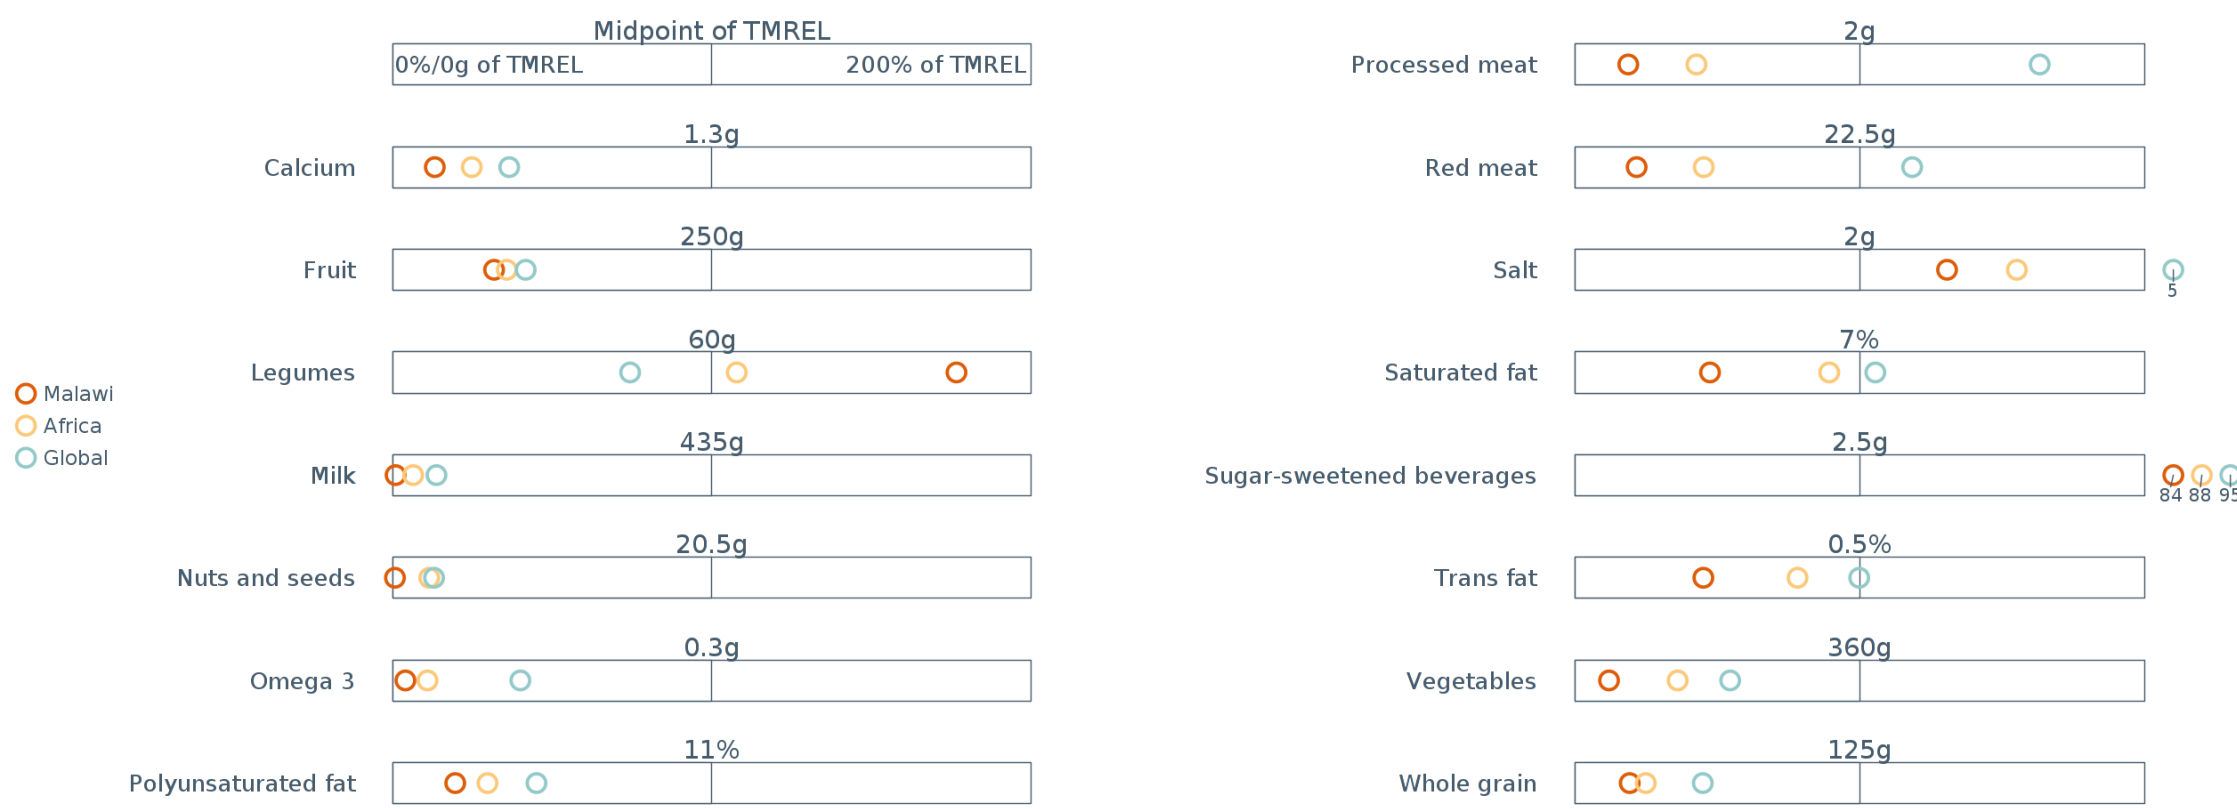 Midpoint of TMREL
0%/0g of TMREL
200% of TMREL
1.3g
Calcium
250g
Fruit
60g
Legumes
435g
Milk
20.5g
Nuts and seeds
0.3g
Omega 3
11%
Polyunsaturated fat
Malawi
Africa
Global
2g
Processed meat
22.5g
Red meat
2g
Salt
5
7%
Saturated fat
2.5g
Sugar-sweetened beverages
84 88 95
0.5%
Trans fat
360g
Vegetables
125g
Whole grain